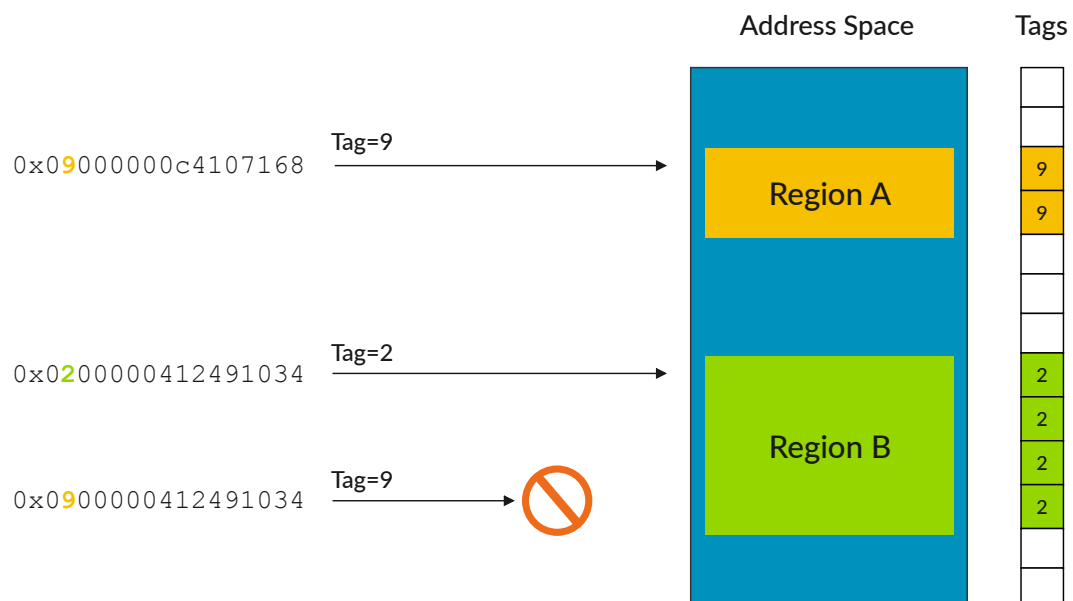 Address Space
Tags
Tag=9
0x09000000c4107168
Region A
9
9
Tag=2
0x0200000412491034
2
2
Region B
2
2
Tag=9
0x0900000412491034